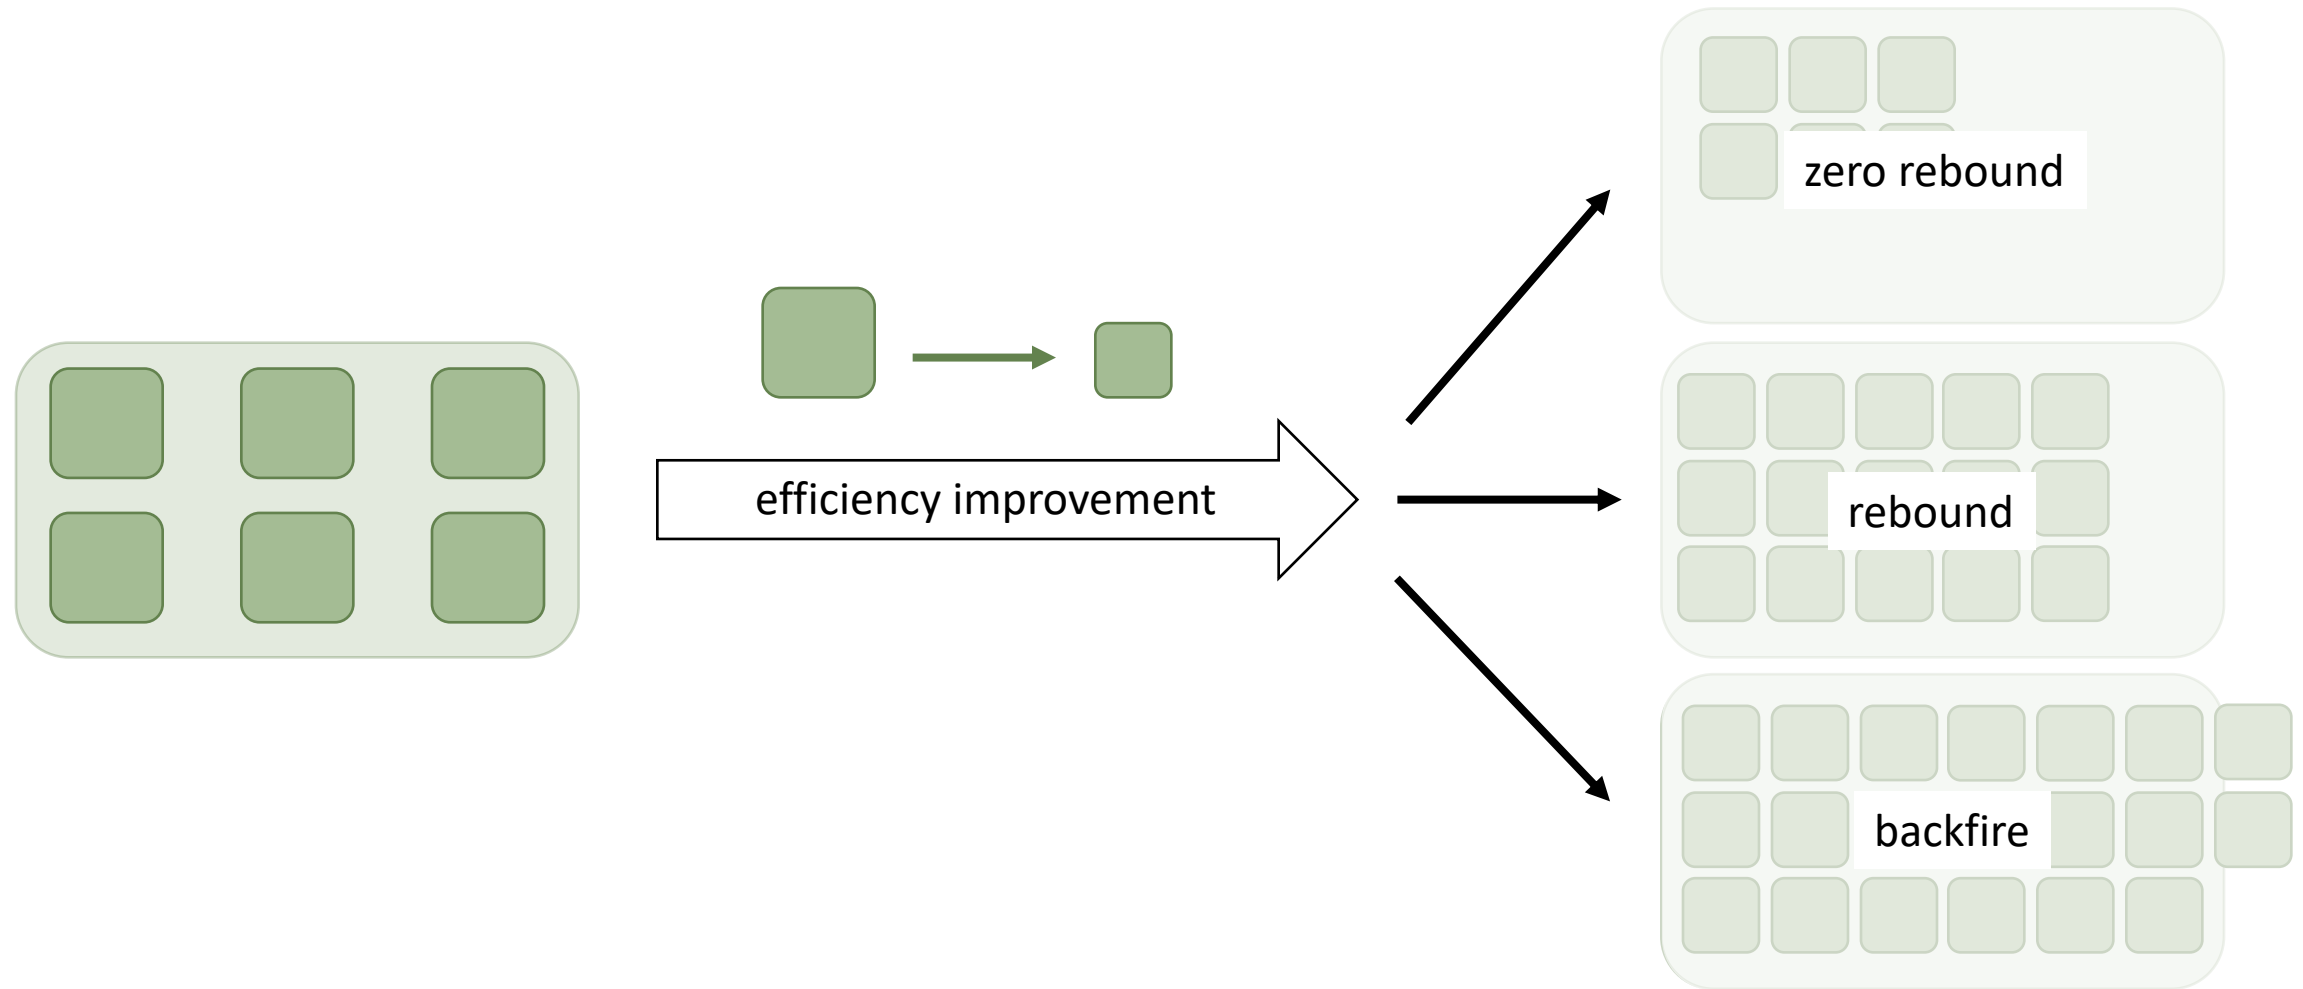 zero rebound
efficiency improvement
rebound
backfire